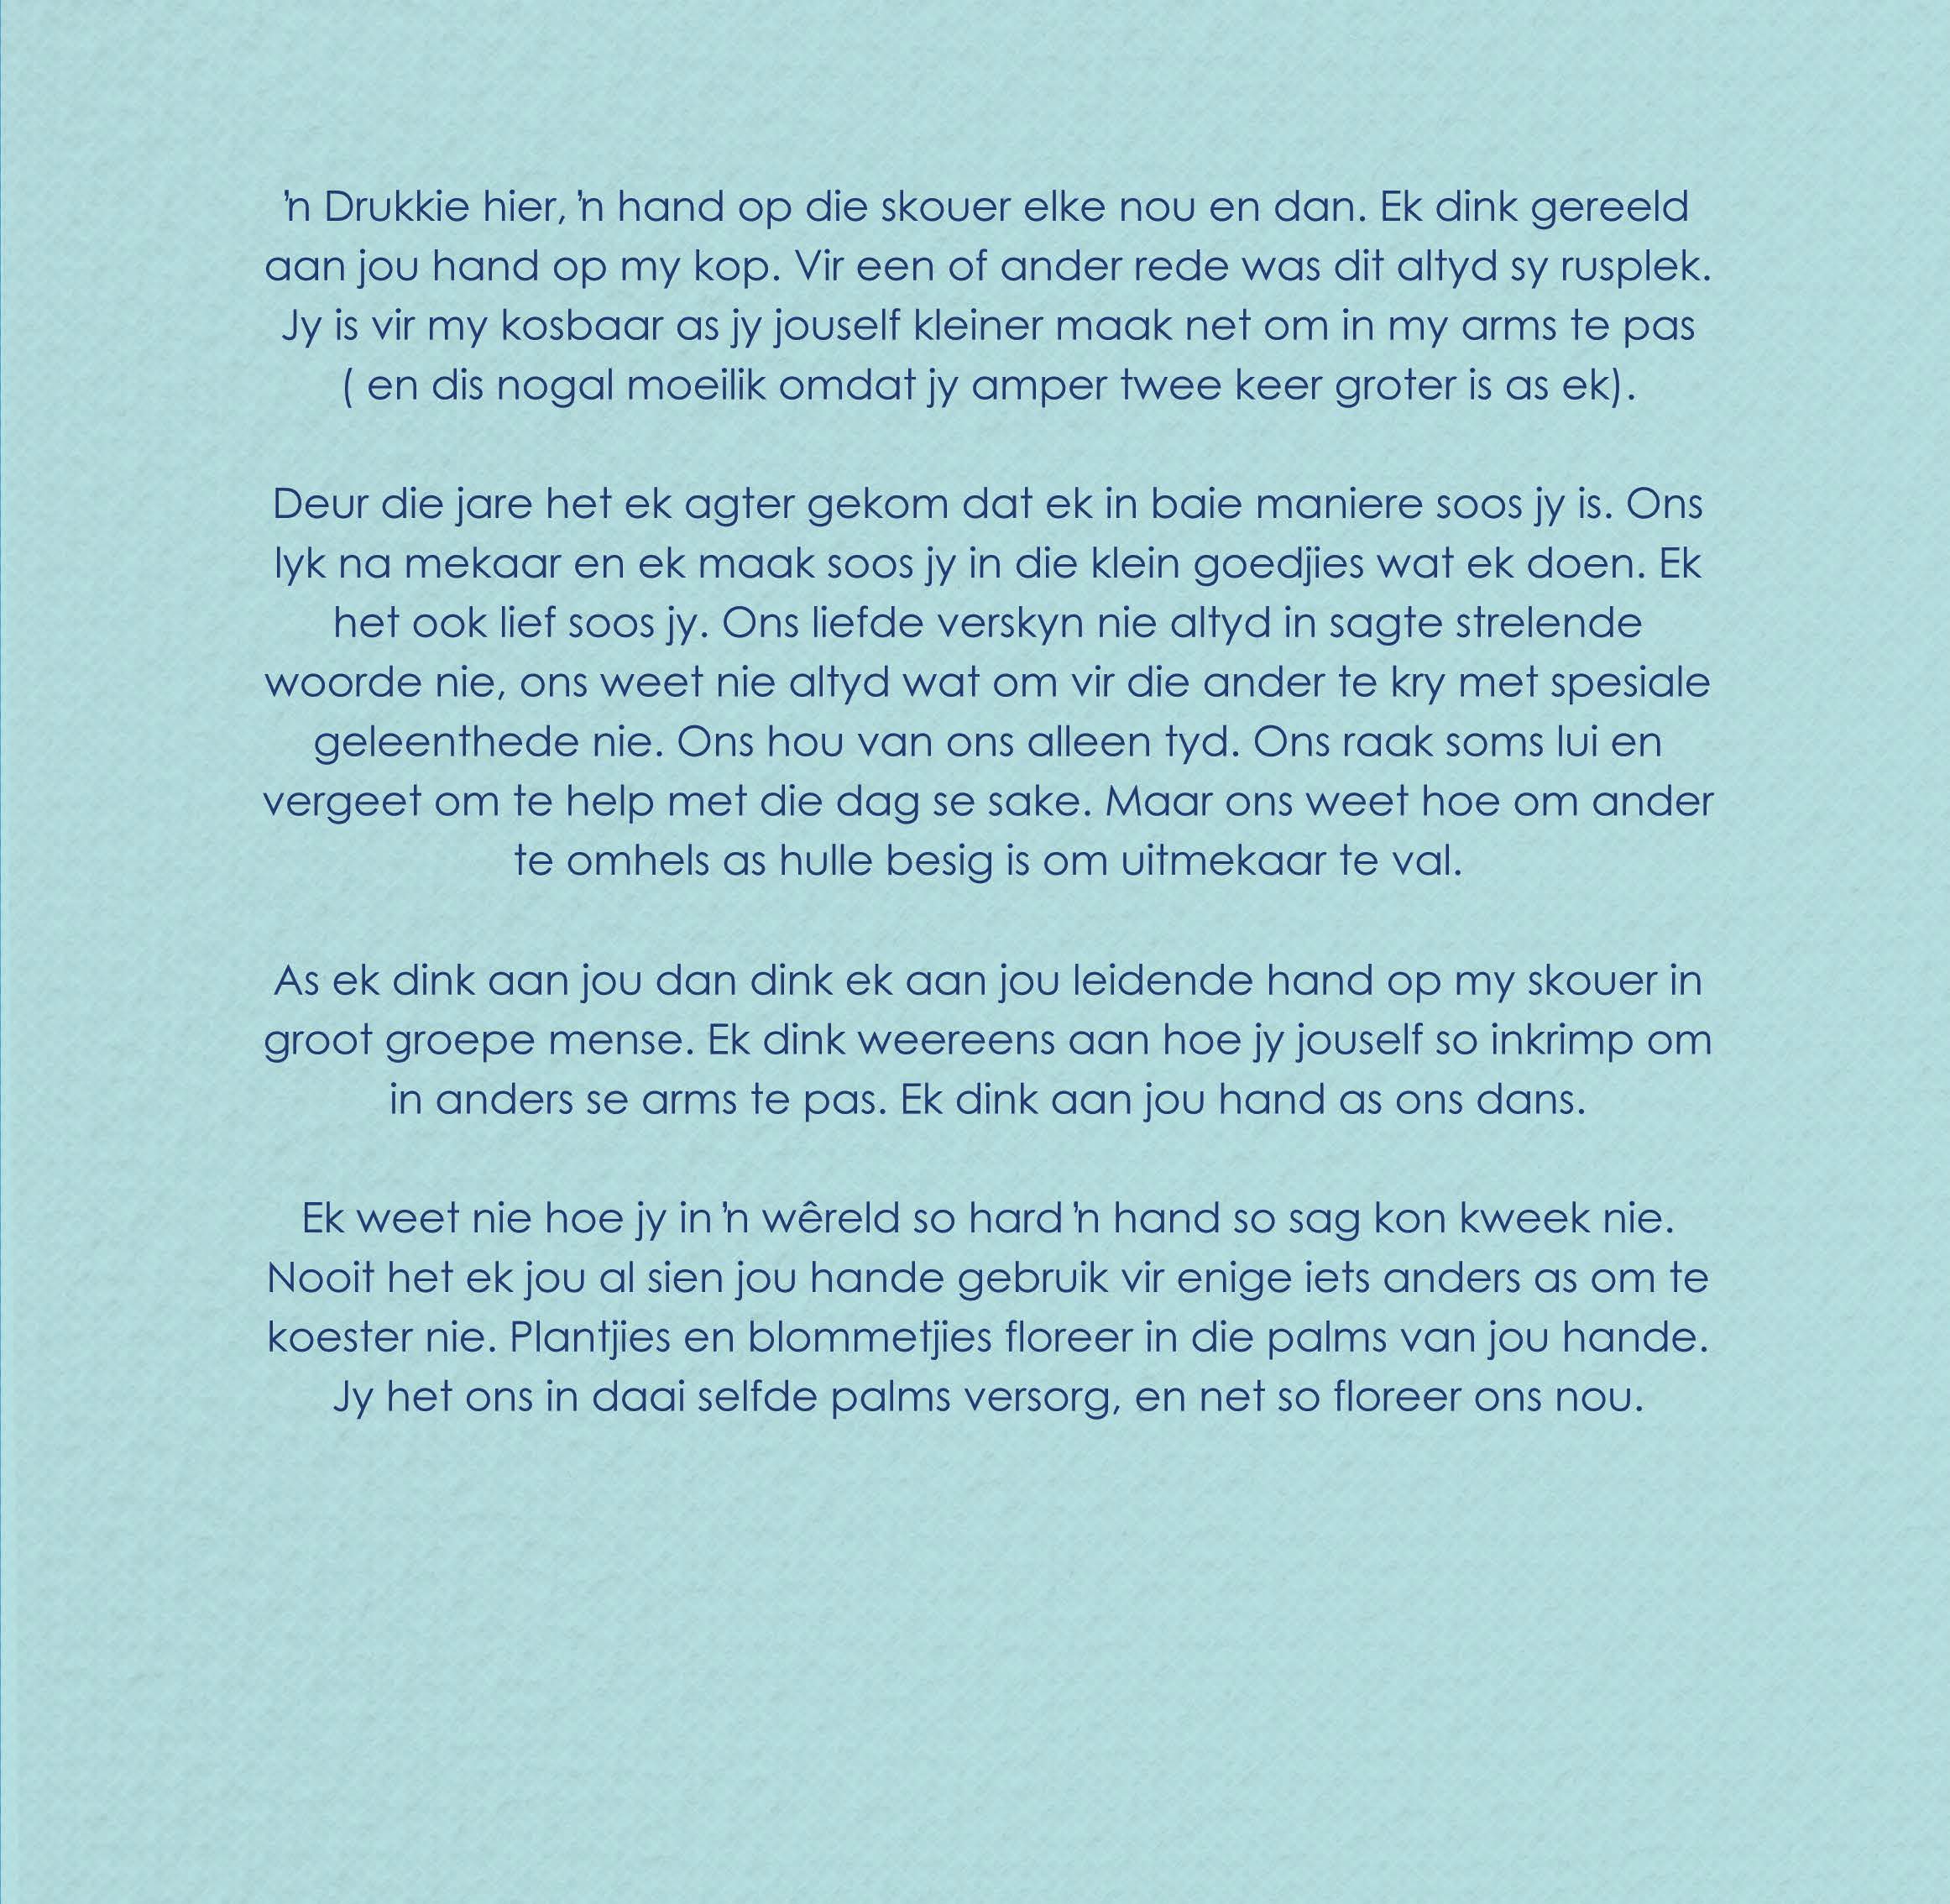 'n Drukkie hier, 'n hand op die skouer elke nou en dan. Ek dink gereeld
aan jou hand op my kop. Vir een of ander rede was dit altyd sy rusplek.
Jy is vir my kosbaar as jy jouself kleiner maak net om in my arms te pas
( en dis nogal moeilik omdat jy amper twee keer groter is as ek).
Deur die jare het ek agter gekom dat ek in baie maniere soos jy is. Ons
lyk na mekaar en ek maak soos jy in die klein goedjies wat ek doen. Ek
het ook lief soos jy. Ons liefde verskyn nie altyd in sagte strelende
woorde nie, ons weet nie altyd wat om vir die ander te kry met spesiale
geleenthede nie. Ons hou van ons alleen tyd. Ons raak soms lui en
vergeet om te help met die dag se sake. Maar ons weet hoe om ander
te omhels as hulle besig is om uitmekaar te val.
As ek dink aan jou dan dink ek aan jou leidende hand op my skouer in
groot groepe mense. Ek dink weereens aan hoe jy jouself so inkrimp om
in anders se arms te pas. Ek dink aan jou hand as ons dans.
Ek weet nie hoe jy in 'n wêreld so hard 'n hand so sag kon kweek nie.
Nooit het ek jou al sien jou hande gebruik vir enige iets anders as om te
koester nie. Plantjies en blommetjies floreer in die palms van jou hande.
Jy het ons in daai selfde palms versorg, en net so floreer ons nou.